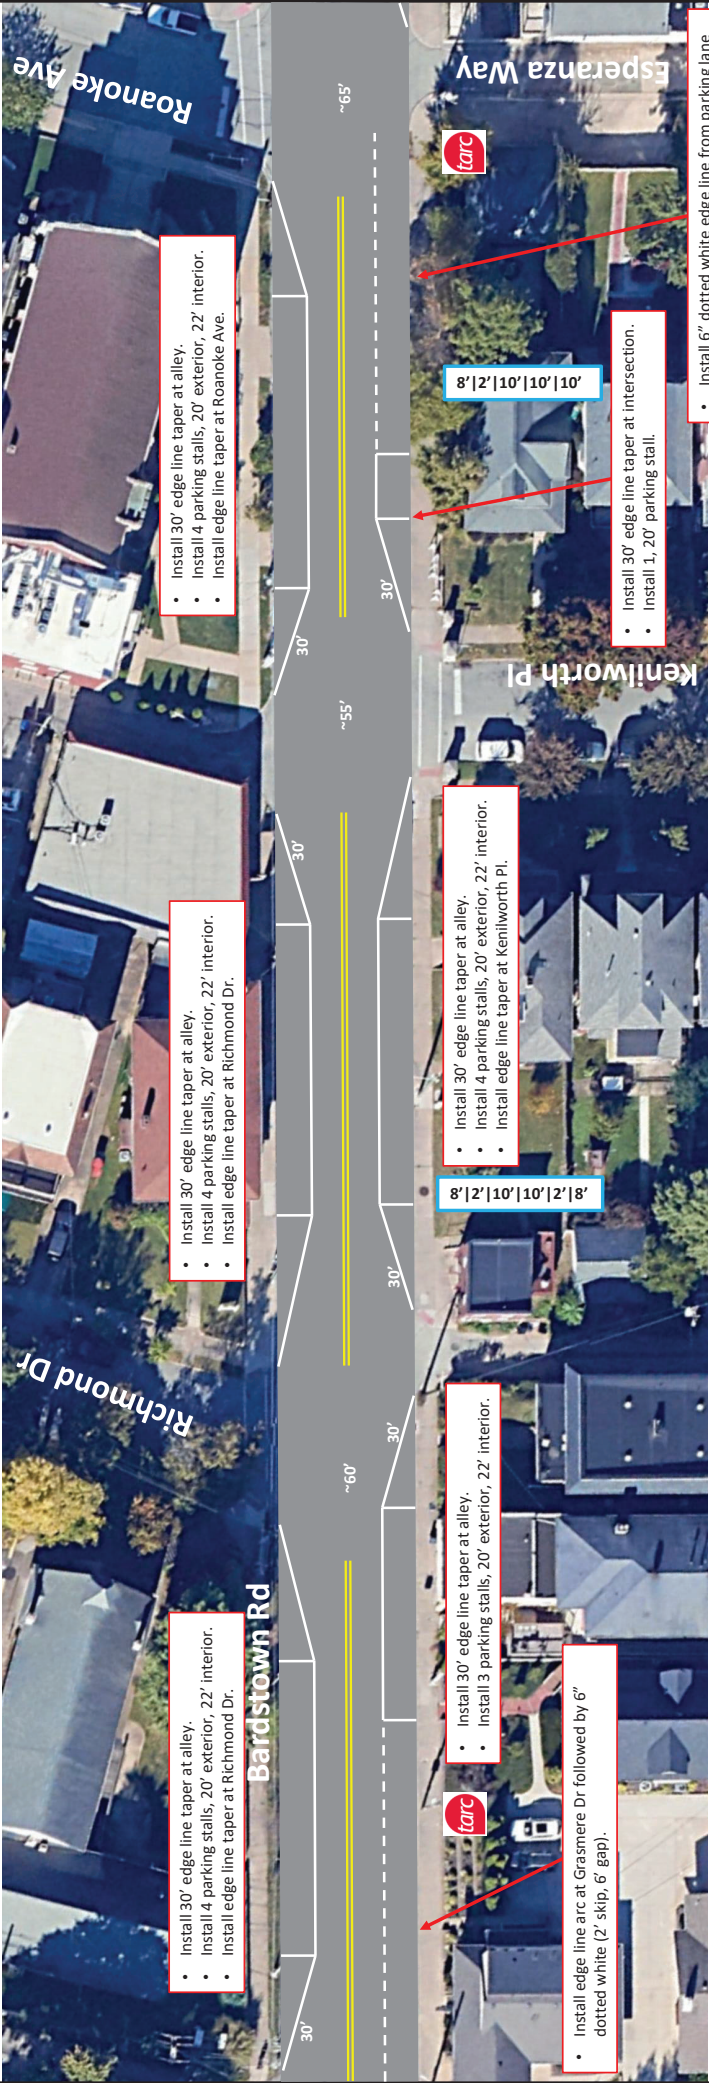 Roanoke Ave
Esperanza Way
~65’
tarc
• Install 6” dotted white edge line from parking lane
• Install 30’ edge line taper at alley.
• Install 4 parking stalls, 20’ exterior, 22’ interior.
• Install edge line taper at Roanoke Ave.
8’|2’|10’|10’|10’
• Install 30’ edge line taper at intersection.
• Install 1, 20’ parking stall.
30’
30’
Kenilworth Pl
~55’
30’
• Install 30’ edge line taper at alley.
• Install 4 parking stalls, 20’ exterior, 22’ interior.
• Install edge line taper at Richmond Dr.
• Install 30’ edge line taper at alley.
• Install 4 parking stalls, 20’ exterior, 22’ interior.
• Install edge line taper at Kenilworth Pl.
8’|2’|10’|10’|2’|8’
30’
Richmond Dr
~60’
30’
Bardstown Rd
• Install 30’ edge line taper at alley.
• Install 4 parking stalls, 20’ exterior, 22’ interior.
• Install edge line taper at Richmond Dr.
• Install 30’ edge line taper at alley.
• Install 3 parking stalls, 20’ exterior, 22’ interior.
tarc
• Install edge line arc at Grasmere Dr followed by 6”
dotted white (2’ skip, 6’ gap).
30’